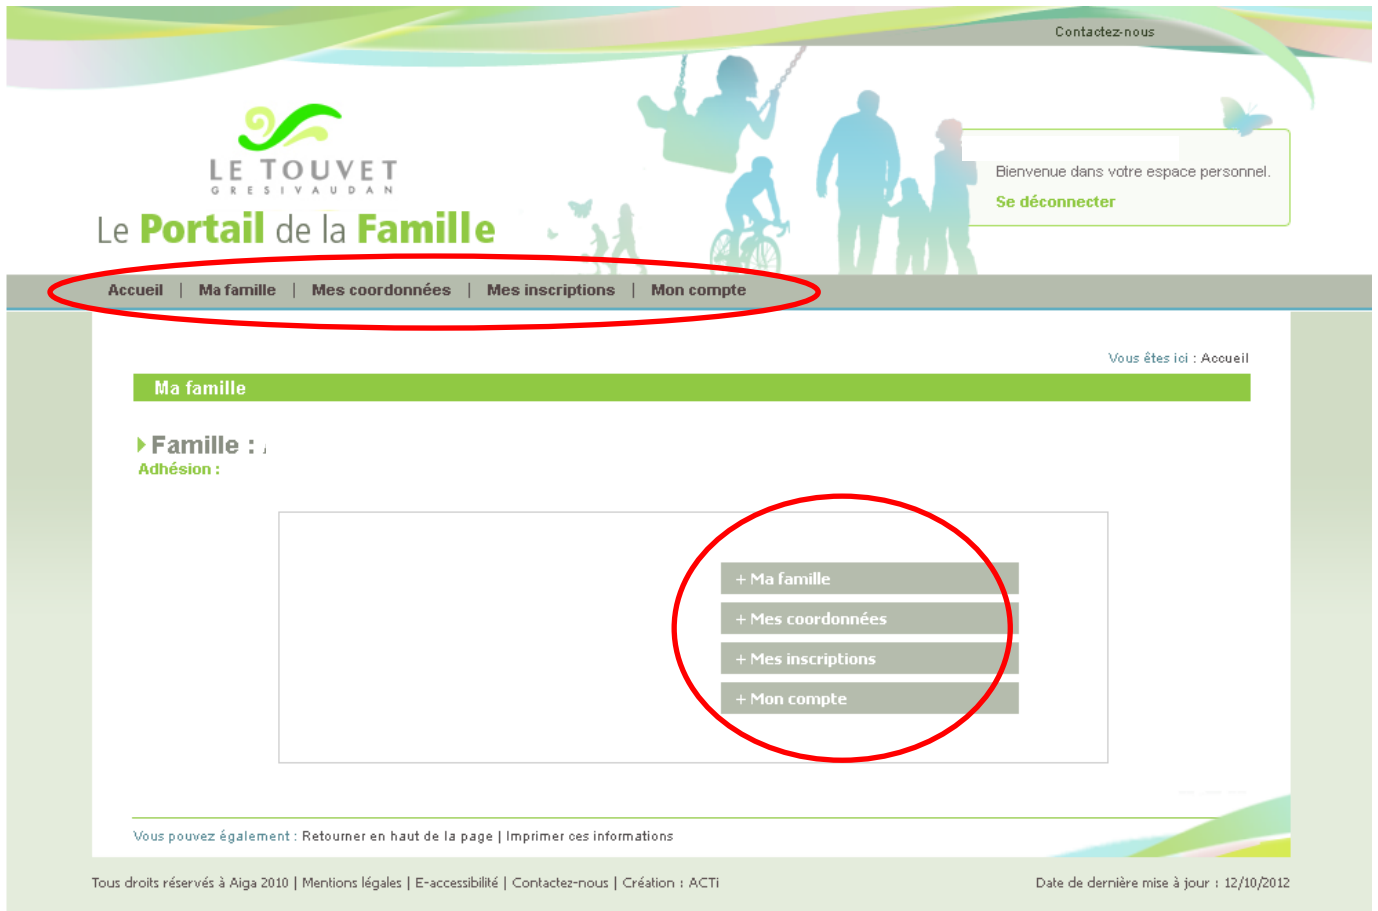 Contactez-nous
LE TOUVET
GRESIVAUDAN
Le Portail de la Famille
Bienvenue dans votre espace personnel.
Se déconnecter
Accueil | Ma famille | Mes coordonnées | Mes inscriptions | Mon compte
Vous êtes ici : Accueil
Ma famille
Famille :
Adhésion :
+ Ma famille
+ Mes coordonnées
+ Mes inscriptions
+ Mon compte
Vous pouvez également : Retourner en haut de la page | Imprimer ces informations
Tous droits réservés à Aiga 2010 | Mentions légales | E-accessibilité | Contactez-nous | Création : ACTi
Date de dernière mise à jour : 12/10/2012